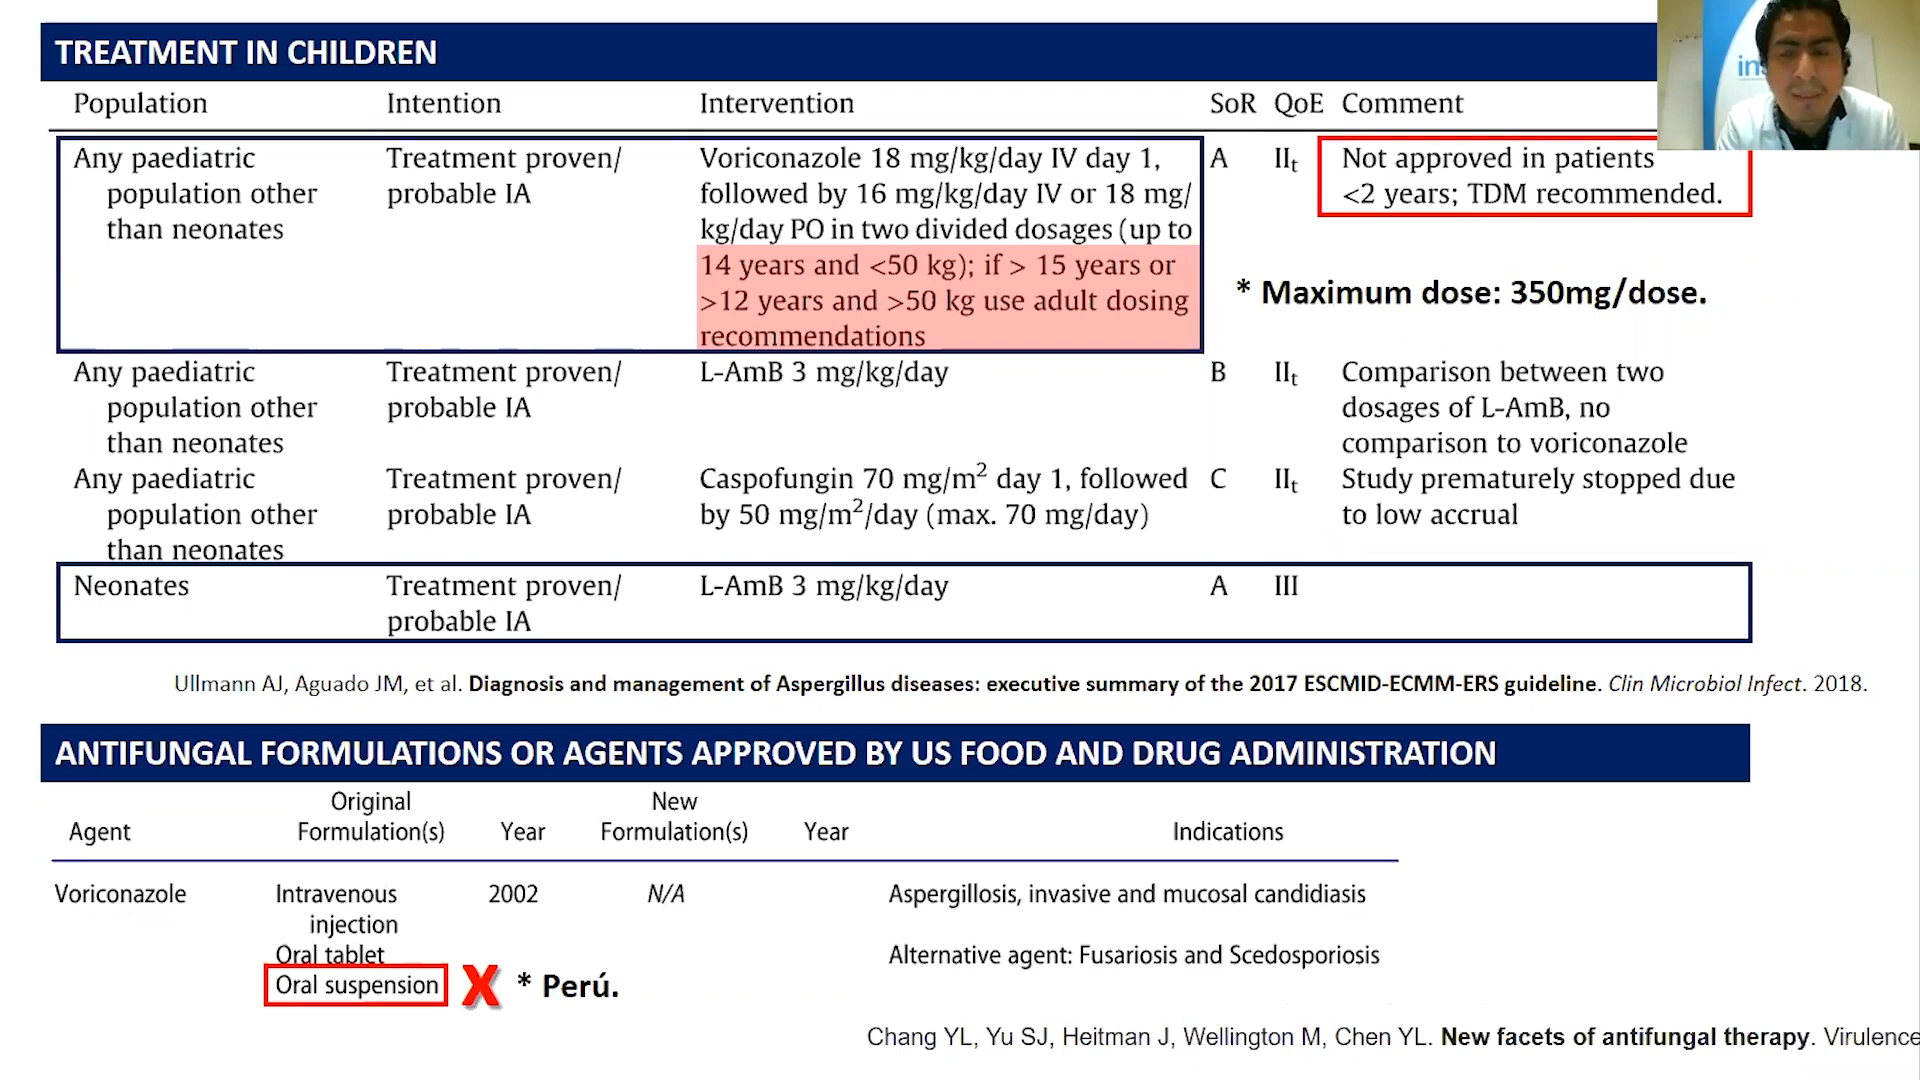 TREATMENT IN CHILDREN
Population Intention Intervention SoR QoE Comment
Any paediatric population other than neonates
Treatment proven/ probable IA
Voriconazole 18 mg/kg/day IV day 1,
followed by 16 mg/kg/day IV or 18 mg/
kg/day PO in two divided dosages (up to
14 years and <50 kg); if > 15 years or
>12 years and >50 kg use adult dosing
recommendations
A IIt
Not approved in patients
<2 years; TDM recommended.
* Maximum dose: 350mg/dose.
Any paediatric population other than neonates
Treatment proven/ probable IA
L-AmB 3 mg/kg/day
B IIt
Comparison between two
dosages of L-AmB, no
comparison to voriconazole
Any paediatric population other than neonates
Treatment proven/ probable IA
Caspofungin 70 mg/m² day 1, followed
by 50 mg/m²/day (max. 70 mg/day)
C IIt
Study prematurely stopped due
to low accrual
Neonates
Treatment proven/ probable IA
L-AmB 3 mg/kg/day
A III
Ullmann AJ, Aguado JM, et al. Diagnosis and management of Aspergillus diseases: executive summary of the 2017 ESCMID-ECMM-ERS guideline. Clin Microbiol Infect. 2018.
ANTIFUNGAL FORMULATIONS OR AGENTS APPROVED BY US FOOD AND DRUG ADMINISTRATION
Agent Original Formulation(s) Year New Formulation(s) Year Indications
Voriconazole Intravenous injection 2002 N/A Aspergillosis, invasive and mucosal candidiasis
Oral tablet Alternative agent: Fusariosis and Scedosporiosis
Oral suspension X * Perú.
Chang YL, Yu SJ, Heitman J, Wellington M, Chen YL. New facets of antifungal therapy. Virulence